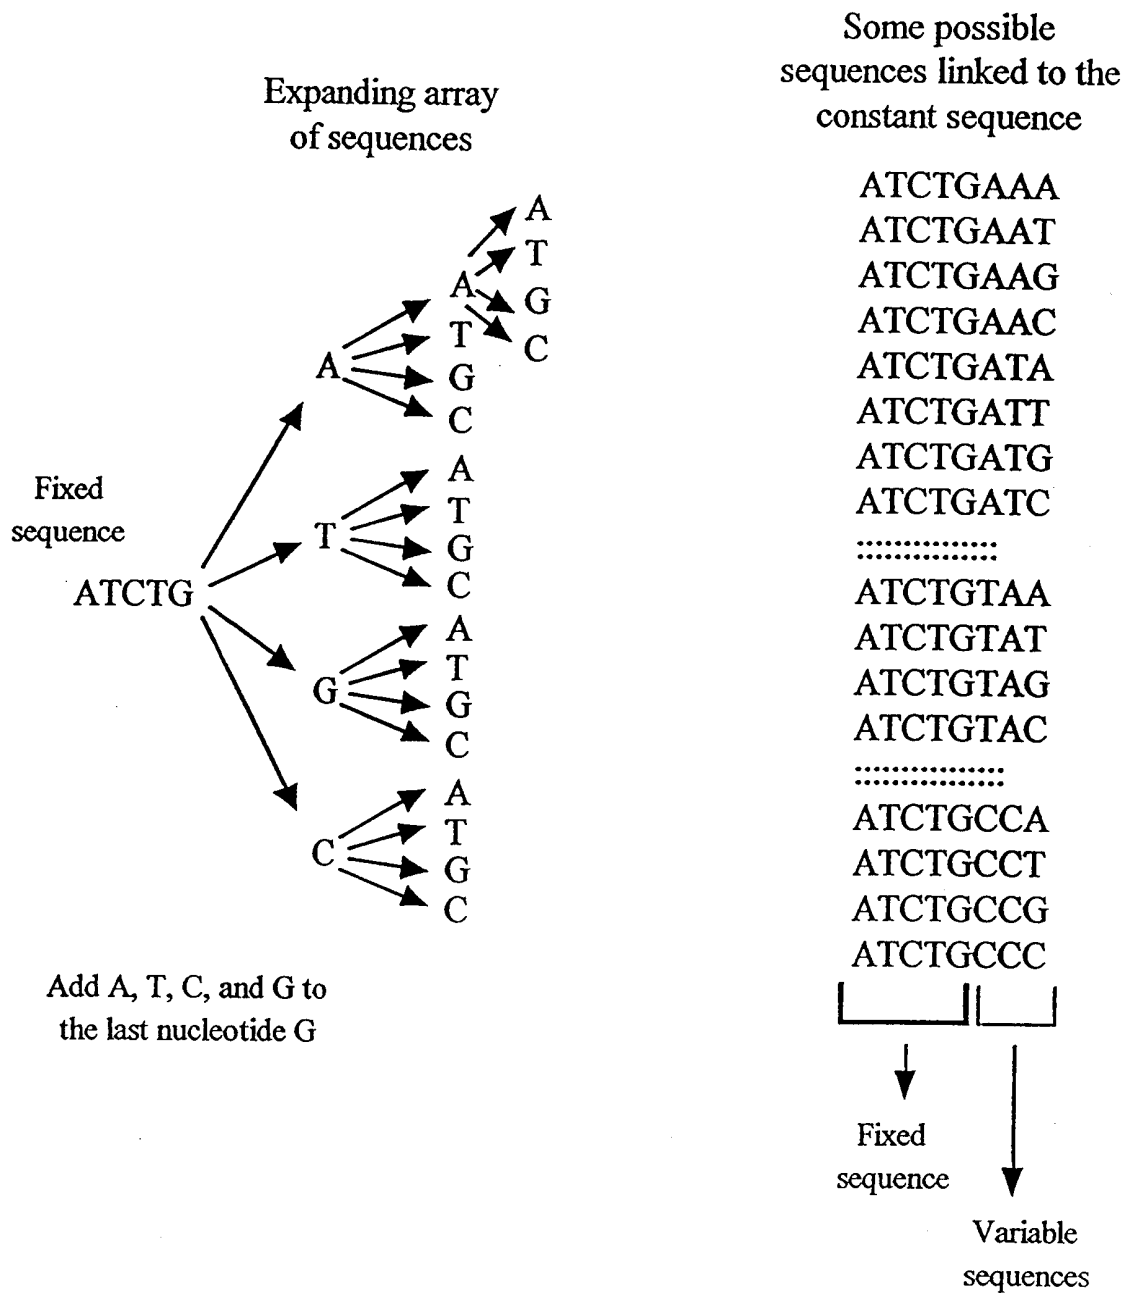 Some possible
sequences linked to the
constant sequence
Expanding array
of sequences
A
T
G
C
A
T
G
C
A
A
T
G
C
T
A
T
G
C
G
A
T
G
C
C
Fixed
sequence
ATCTG
Add A, T, C, and G to
the last nucleotide G
ATCTGAAA
ATCTGAAT
ATCTGAAG
ATCTGAAC
ATCTGATA
ATCTGATT
ATCTGATG
ATCTGATC
ATCTGTAA
ATCTGTAT
ATCTGTAG
ATCTGTAC
ATCTGCCA
ATCTGCCT
ATCTGCCG
ATCTGCCC
Fixed
sequence
Variable
sequences